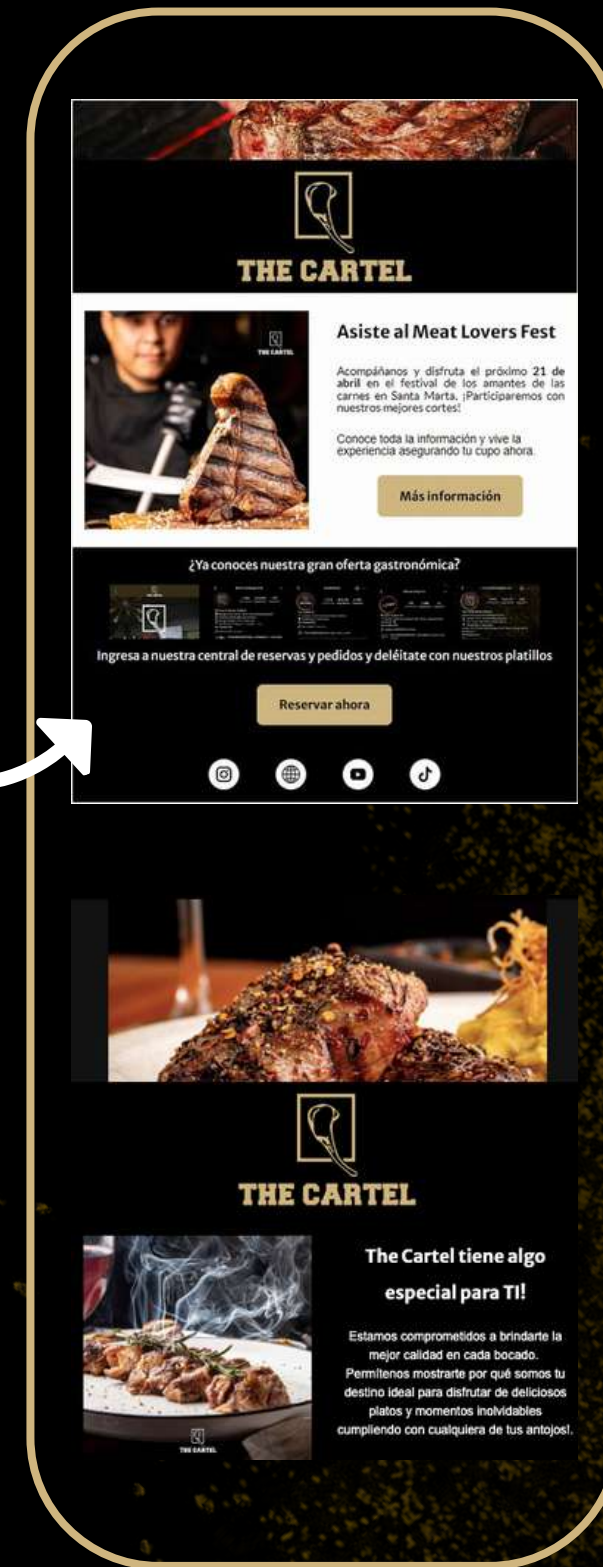 THE CARTEL
THE CARTEL
Asiste al Meat Lovers Fest
Acompáñanos y disfruta el próximo 21 de
abril en el festival de los amantes de las
carnes en Santa Marta. ¡Participaremos con
nuestros mejores cortes!
Conoce toda la información y vive la
experiencia asegurando tu cupo ahora.
Más información
¿Ya conoces nuestra gran oferta gastronómica?
Ingresa a nuestra central de reservas y pedidos y deléitate con nuestros platillos
Reservar ahora
THE CARTEL
The Cartel tiene algo
especial para TI!
Estamos comprometidos a brindarte la
mejor calidad en cada bocado.
Permítenos mostrarte por qué somos tu
destino ideal para disfrutar de deliciosos
platos y momentos inolvidables
cumpliendo con cualquiera de tus antojos!.
THE CARTEL